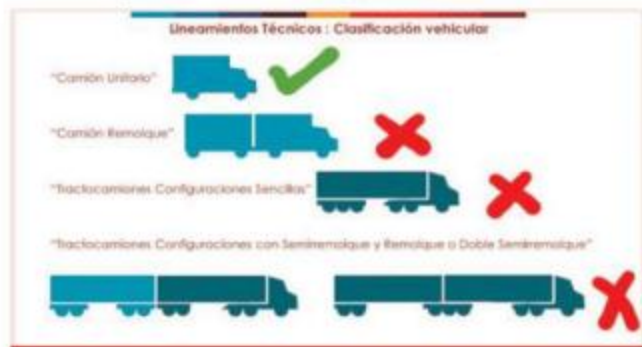 Lineamientos Técnicos : Clasificación vehicular
"Camión Unitario"
"Camión Remolque"
"Tractocamiones Configuraciones Sencillas"
"Tractocamiones Configuraciones con Semirremolque y Remolque o Doble Semirremolque"